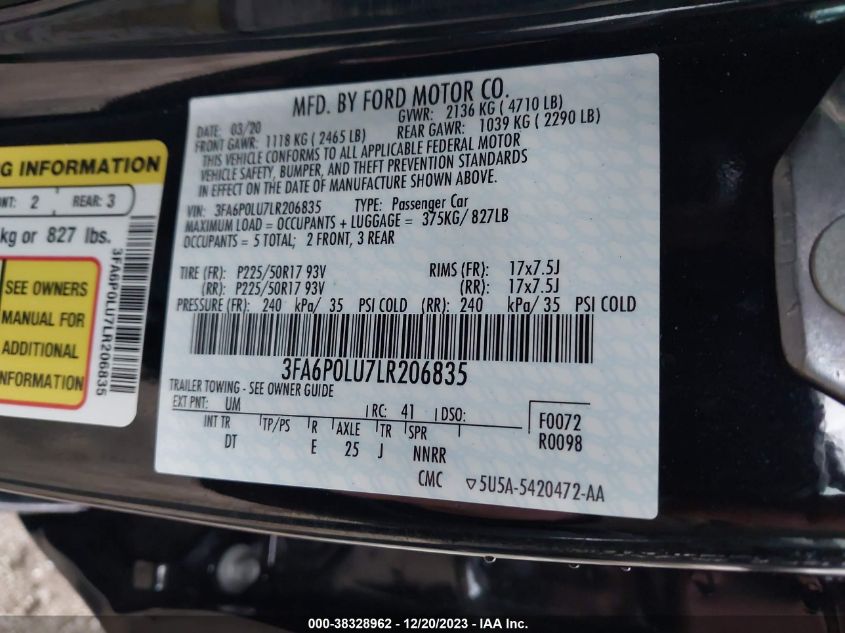 MFD. BY FORD MOTOR CO.
DATE: 03/20 GVWR: 2136 KG ( 4710 LB)
FRONT GAWR: 1118 KG ( 2465 LB) REAR GAWR: 1039 KG ( 2290 LB)
THIS VEHICLE CONFORMS TO ALL APPLICABLE FEDERAL MOTOR
VEHICLE SAFETY, BUMPER, AND THEFT PREVENTION STANDARDS
IN EFFECT ON THE DATE OF MANUFACTURE SHOWN ABOVE.
VIN: 3FA6P0LU7LR206835 TYPE: Passenger Car
MAXIMUM LOAD = OCCUPANTS + LUGGAGE = 375KG/ 827LB
OCCUPANTS = 5 TOTAL; 2 FRONT, 3 REAR
TIRE (FR): P225/50R17 93V RIMS (FR): 17x7.5J
(RR): P225/50R17 93V (RR): 17x7.5J
PRESSURE (FR): 240 kPa/ 35 PSI COLD (RR): 240 kPa/ 35 PSI COLD
3FA6P0LU7LR206835
TRAILER TOWING - SEE OWNER GUIDE
EXT PNT: UM RC: 41 DSO: F0072
R0098
INT TR TP/PS R AXLE TR SPR
DT E 25 J NNRR
CMC ▽5U5A-5420472-AA
G INFORMATION
NT: 2 REAR: 3
kg or 827 lbs.
SEE OWNERS
MANUAL FOR
ADDITIONAL
INFORMATION
3FA6P0LU7LR206835
000-38328962 - 12/20/2023 - IAA Inc.